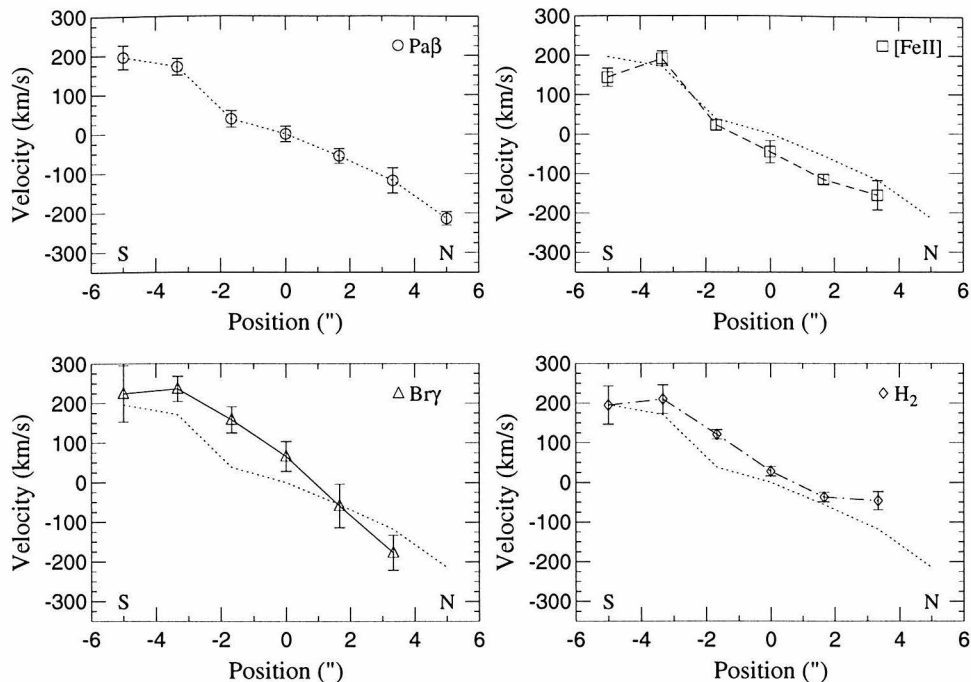 300
200
100
0
-100
-200
-300
Velocity (km/s)
Paβ
S
N
-6 -4 -2 0 2 4 6
Position (")
300
200
100
0
-100
-200
-300
Velocity (km/s)
[FeII]
S
N
-6 -4 -2 0 2 4 6
Position (")
300
200
100
0
-100
-200
-300
Velocity (km/s)
Brγ
S
N
-6 -4 -2 0 2 4 6
Position (")
300
200
100
0
-100
-200
-300
Velocity (km/s)
H₂
S
N
-6 -4 -2 0 2 4 6
Position (")